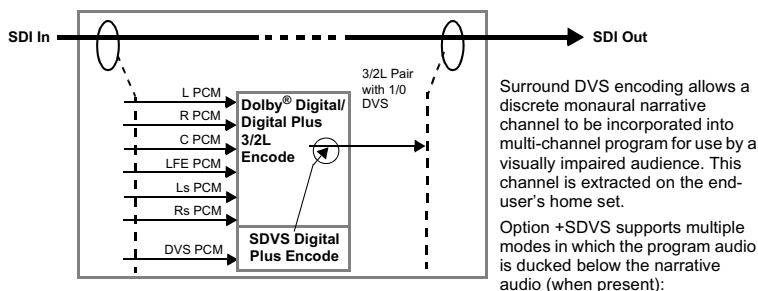 SDI In
SDI Out
3/2L Pair
with 1/0
DVS
L PCM
R PCM
C PCM
LFE PCM
Ls PCM
Rs PCM
DVS PCM
Dolby® Digital/
Digital Plus
3/2L
Encode
SDVS Digital
Plus Encode
Surround DVS encoding allows a
discrete monaural narrative
channel to be incorporated into
multi-channel program for use by a
visually impaired audience. This
channel is extracted on the end-
user's home set.
Option +SDVS supports multiple
modes in which the program audio
is ducked below the narrative
audio (when present):